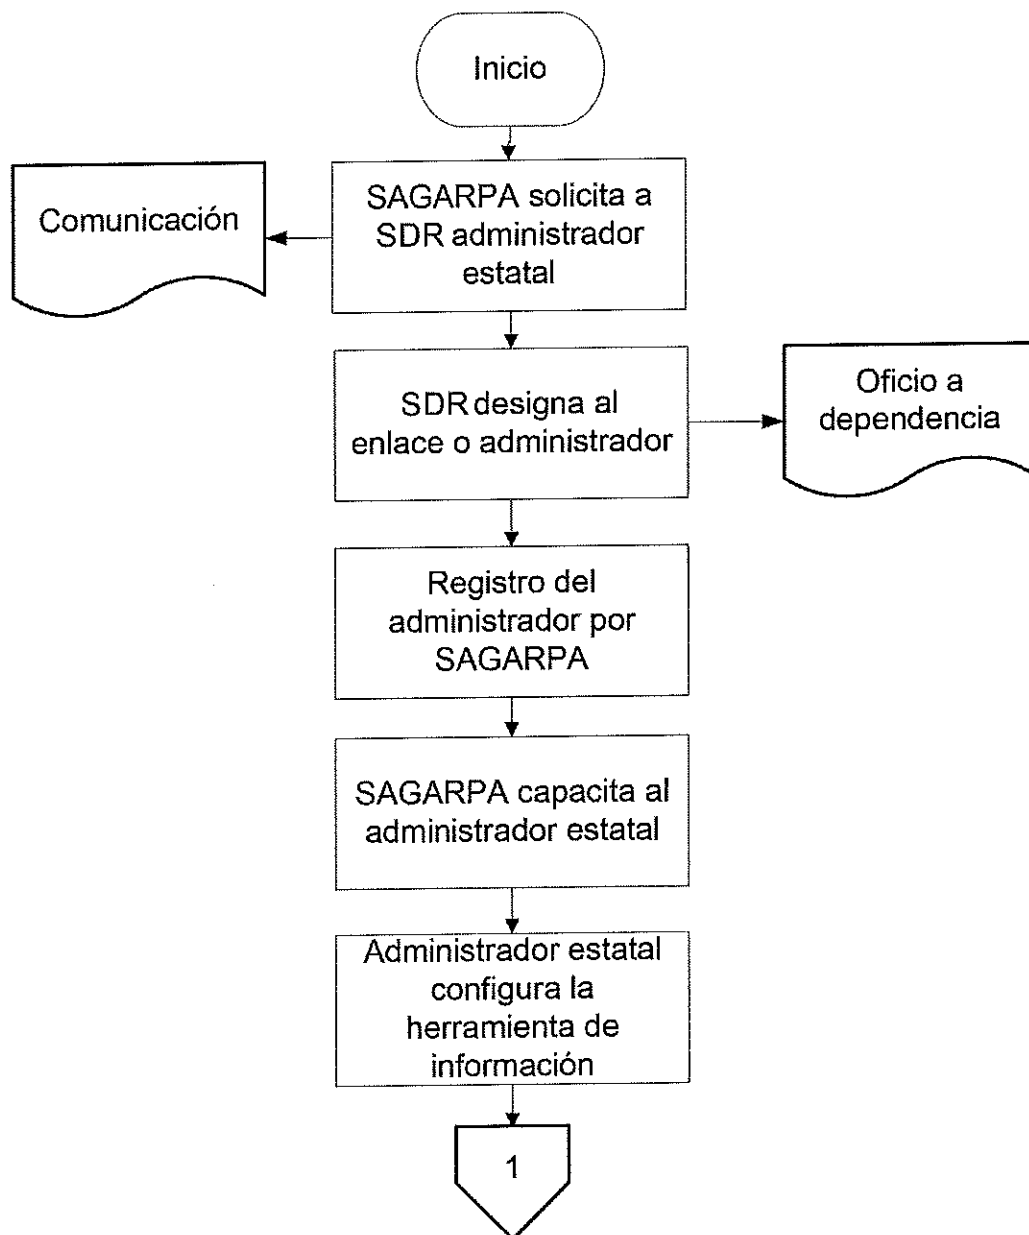 Inicio
SAGARPA solicita a
SDR administrador
estatal
Comunicación
SDR designa al
enlace o administrador
Oficio a
dependencia
Registro del
administrador por
SAGARPA
SAGARPA capacita al
administrador estatal
Administrador estatal
configura la
herramienta de
información
1